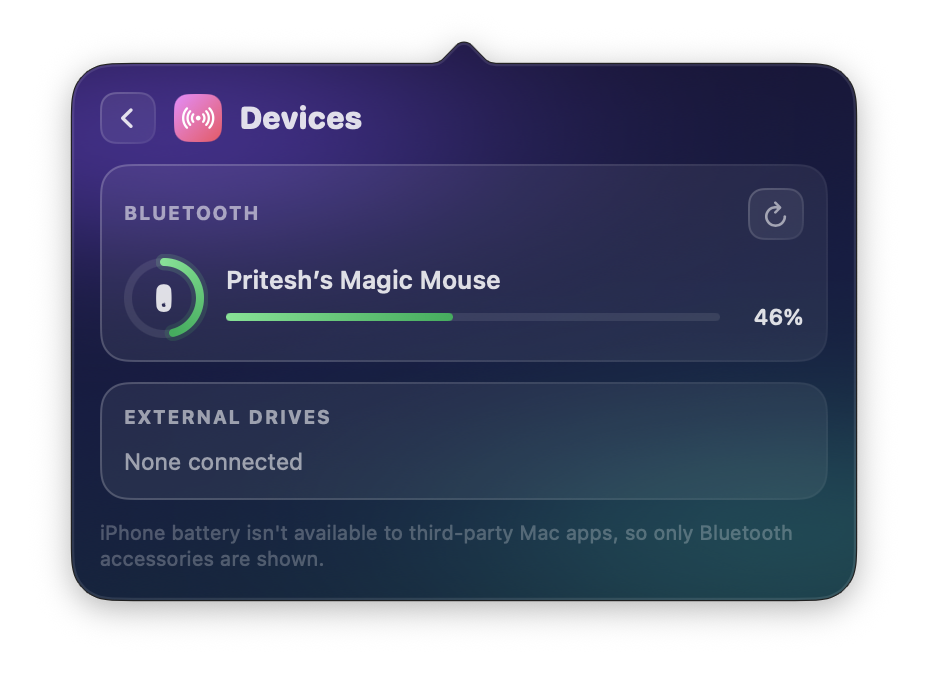 Devices
BLUETOOTH
Pritesh’s Magic Mouse
46%
EXTERNAL DRIVES
None connected
iPhone battery isn't available to third-party Mac apps, so only Bluetooth
accessories are shown.